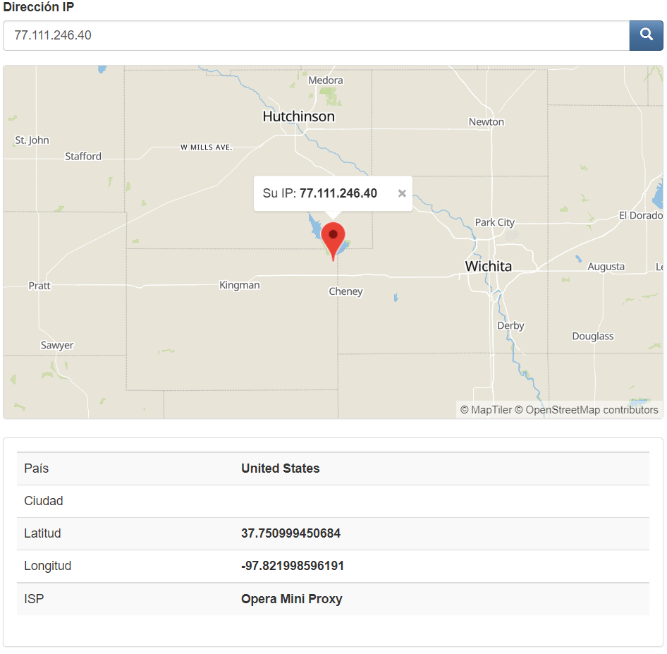 Dirección IP
77.111.246.40
Medora
Hutchinson
Newton
St. John
W MILLS AVE.
Stafford
Su IP: 77.111.246.40 ×
El Dorado
Park City
Wichita
Augusta
Le
Pratt
Kingman
Cheney
Derby
Sawyer
Douglass
© MapTiler © OpenStreetMap contributors
País United States
Ciudad
Latitud 37.750999450684
Longitud -97.821998596191
ISP Opera Mini Proxy